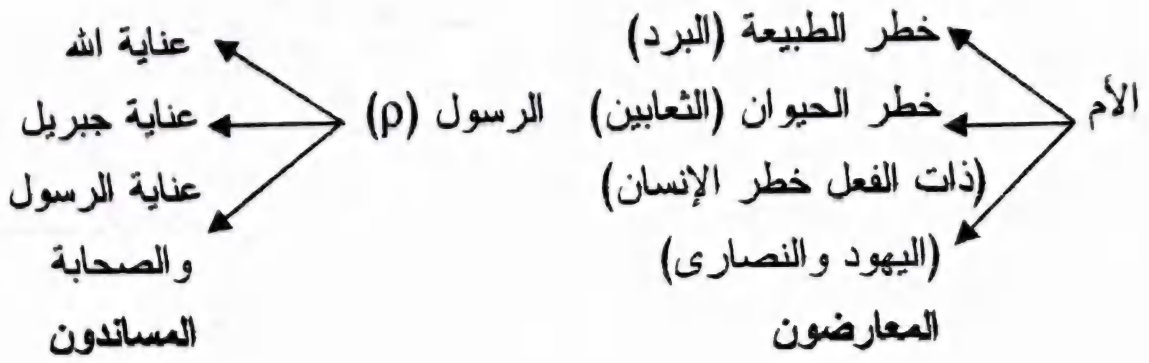 خطر الطبيعة (البرد) عناية الله
الأم خطر الحيوان (الثعابين) الرسول (ρ) عناية جبريل
(ذات الفعل خطر الإنسان) عناية الرسول
(اليهود والنصارى) والصحابة
المعارضون المساندون